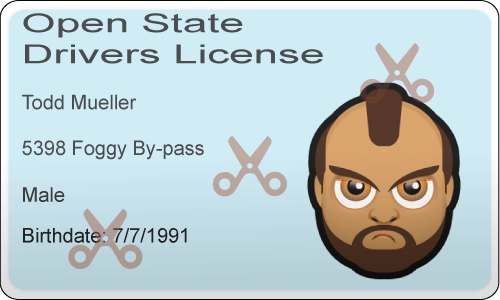 Open State
Drivers License
Todd Mueller
5398 Foggy By-pass
Male
Birthdate: 7/7/1991